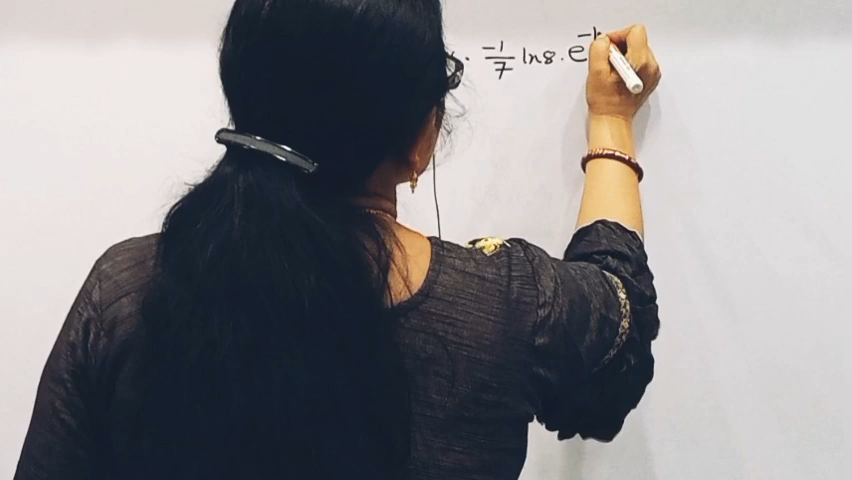 · -1/7 ln8 · e^-